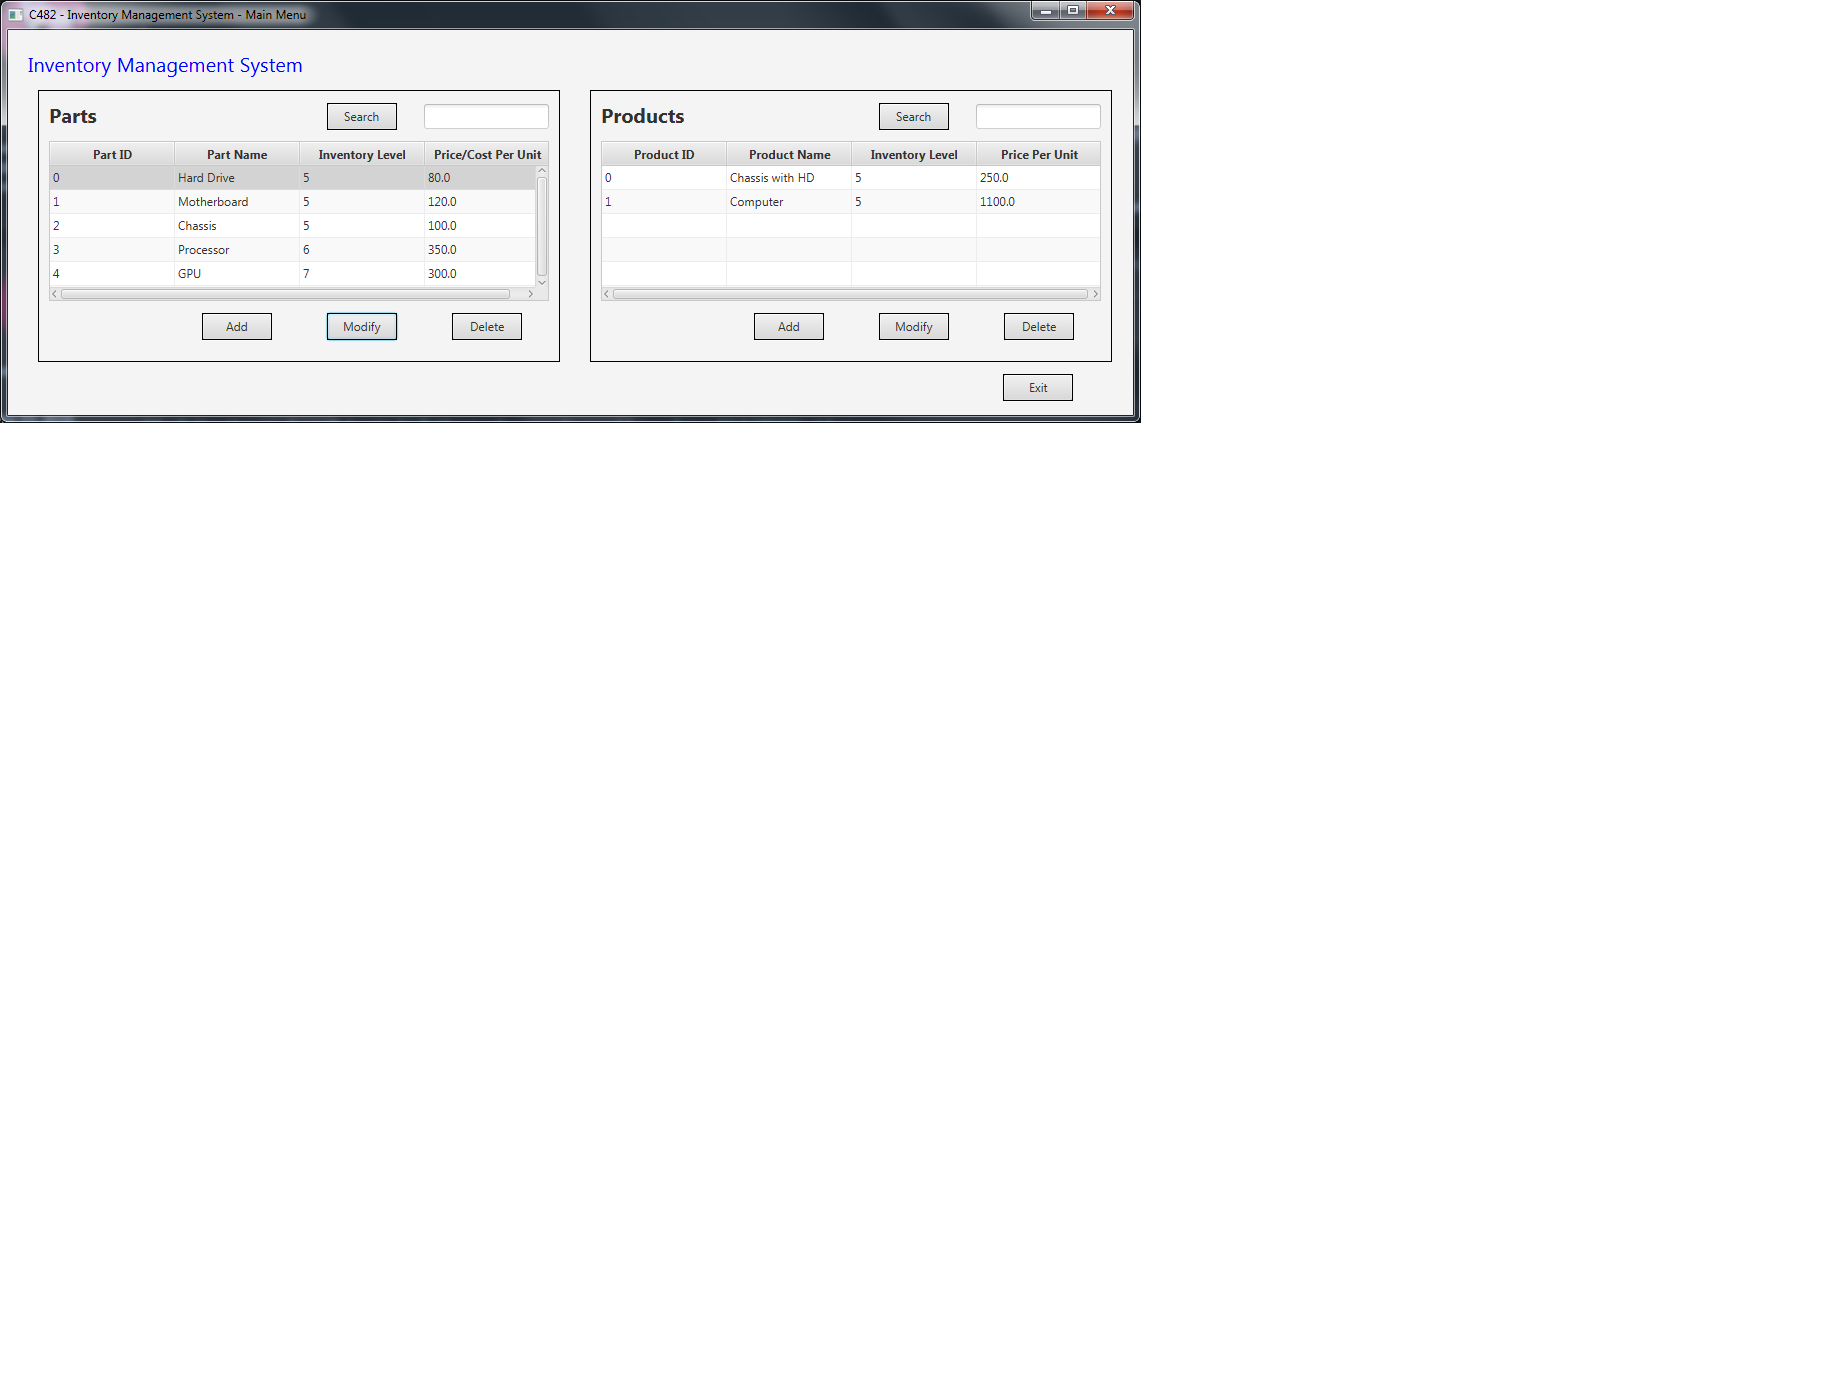 C482 - Inventory Management System - Main Menu
Inventory Management System
Parts
Search
Part ID Part Name Inventory Level Price/Cost Per Unit
0 Hard Drive 5 80.0
1 Motherboard 5 120.0
2 Chassis 5 100.0
3 Processor 6 350.0
4 GPU 7 300.0
Add Modify Delete
Products
Search
Product ID Product Name Inventory Level Price Per Unit
0 Chassis with HD 5 250.0
1 Computer 5 1100.0
Add Modify Delete
Exit